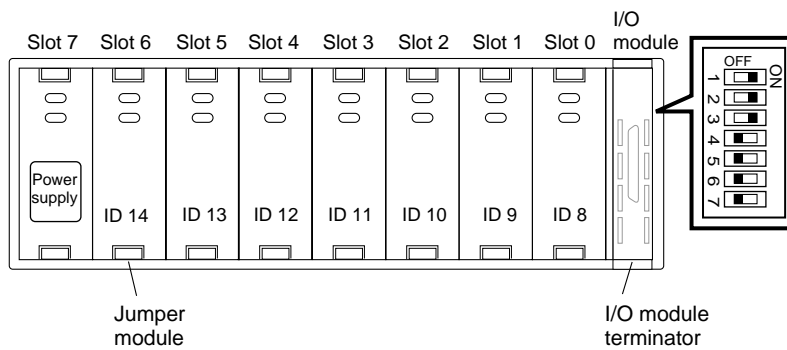 I/O
module
Slot 7 Slot 6 Slot 5 Slot 4 Slot 3 Slot 2 Slot 1 Slot 0
OFF
ON
1
2
3
4
5
6
7
Power
supply
ID 14 ID 13 ID 12 ID 11 ID 10 ID 9 ID 8
Jumper
module
I/O module
terminator